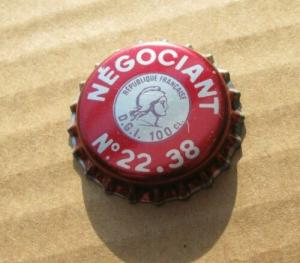 NÉGOCIANT
RÉPUBLIQUE FRANÇAISE
D.G.I. 100 CL
N° 22.38